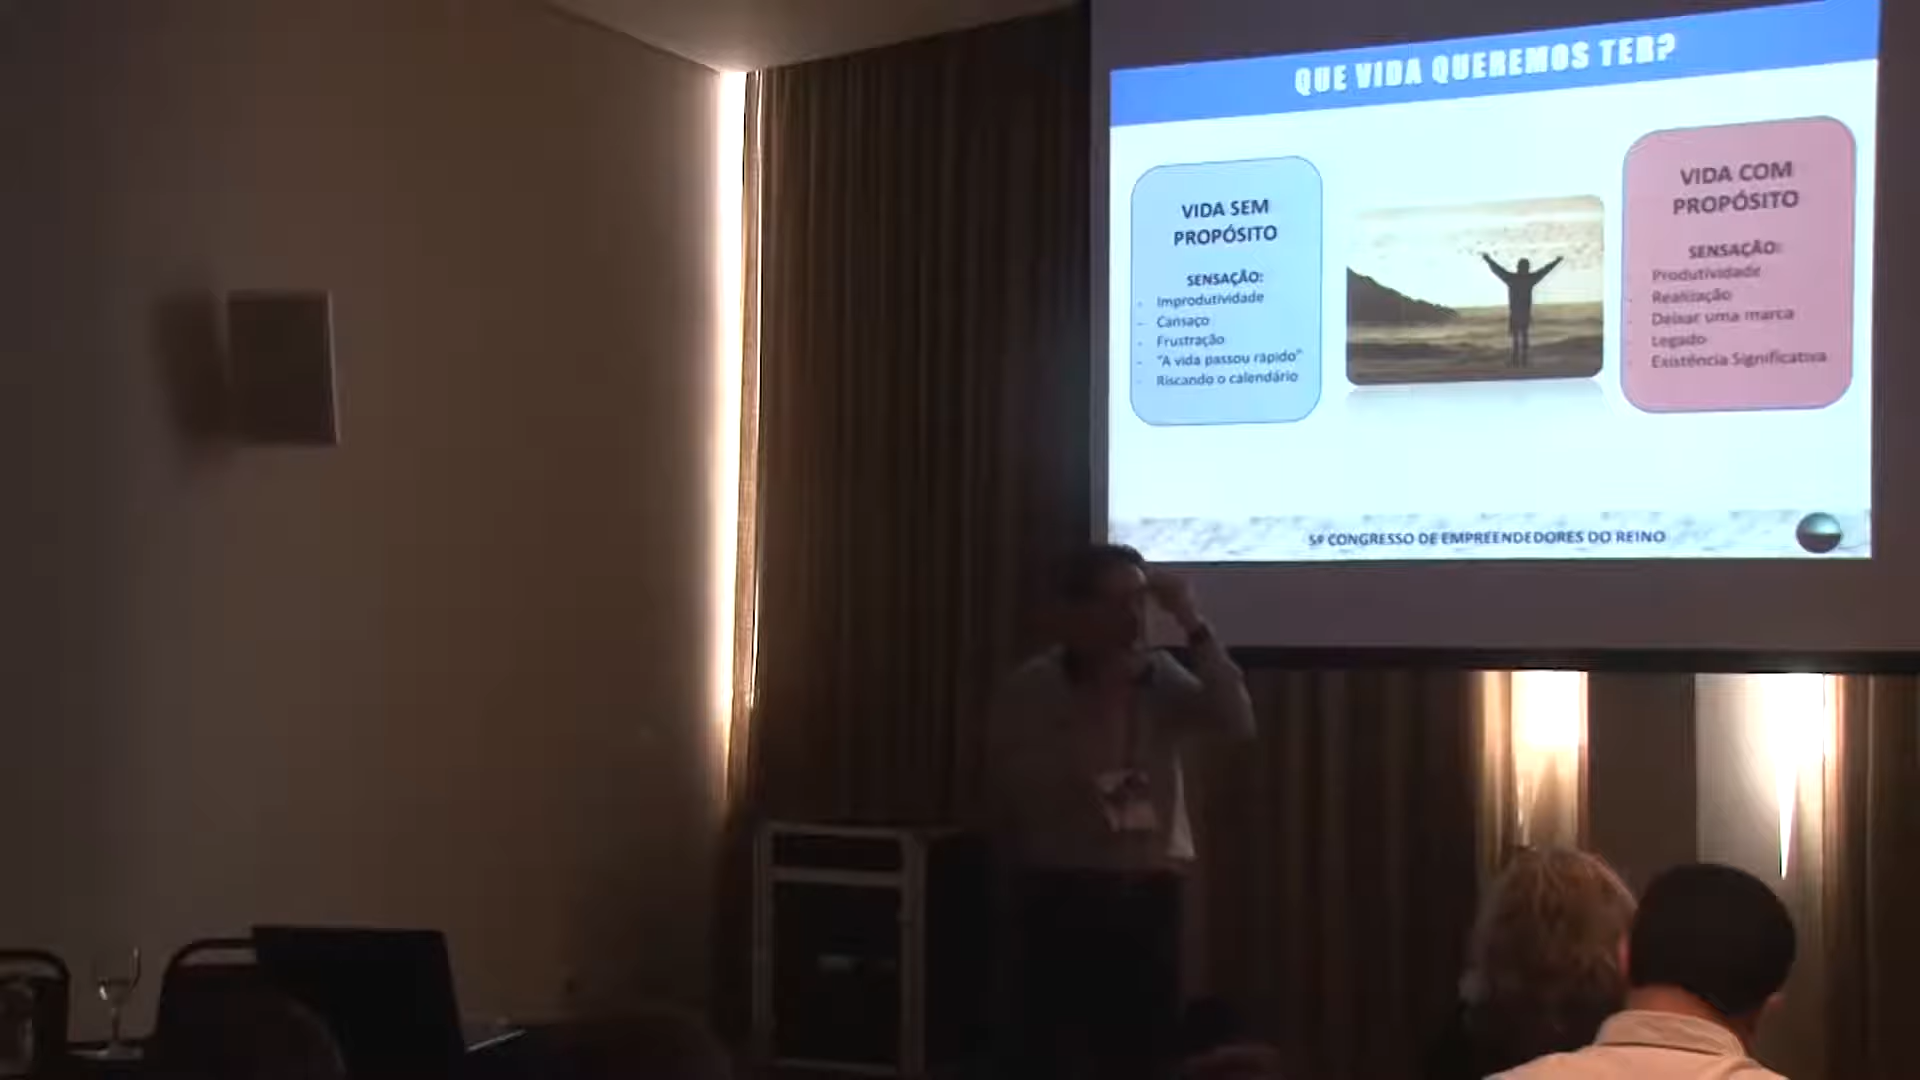 QUE VIDA QUEREMOS TER?
VIDA SEM
PROPÓSITO
SENSAÇÃO:
- Improdutividade
- Cansaço
- Frustração
- "A vida passou rápido"
- Riscando o calendário
VIDA COM
PROPÓSITO
SENSAÇÃO:
- Produtividade
- Realização
- Deixar uma marca
- Legado
- Existência Significativa
5º CONGRESSO DE EMPREENDEDORES DO REINO